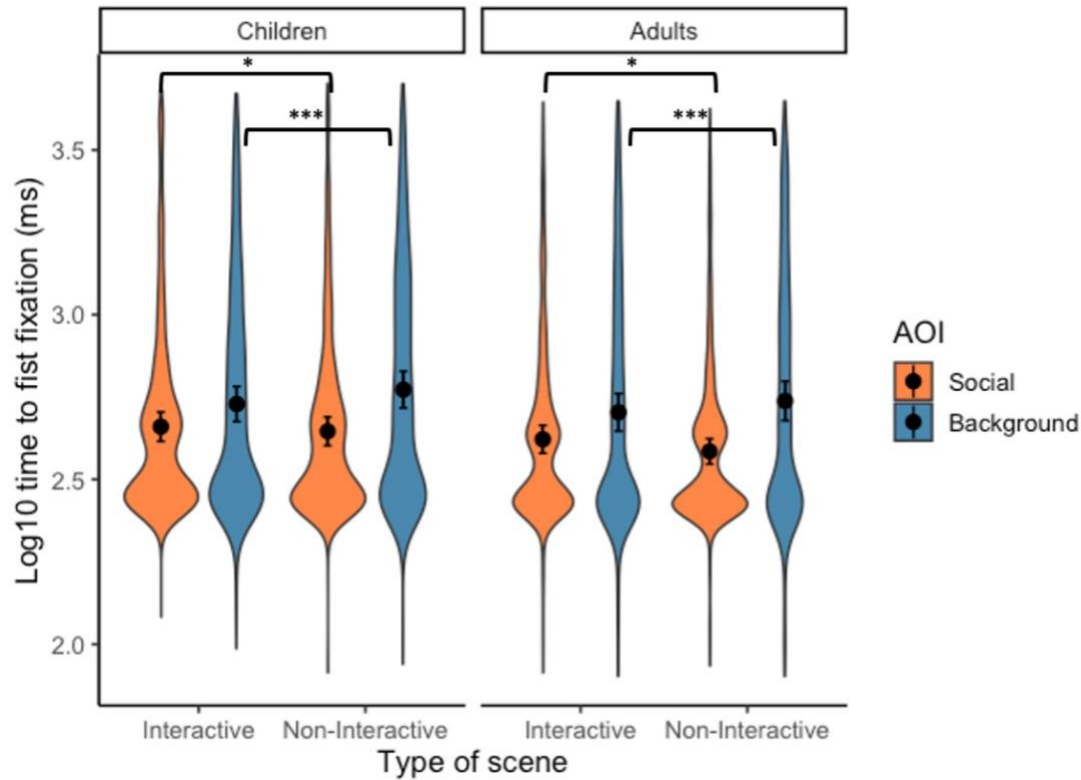 Children
Adults
*
*
***
***
3.5
3.0
2.5
2.0
Log10 time to fist fixation (ms)
Interactive
Non-Interactive
Interactive
Non-Interactive
Type of scene
AOI
Social
Background